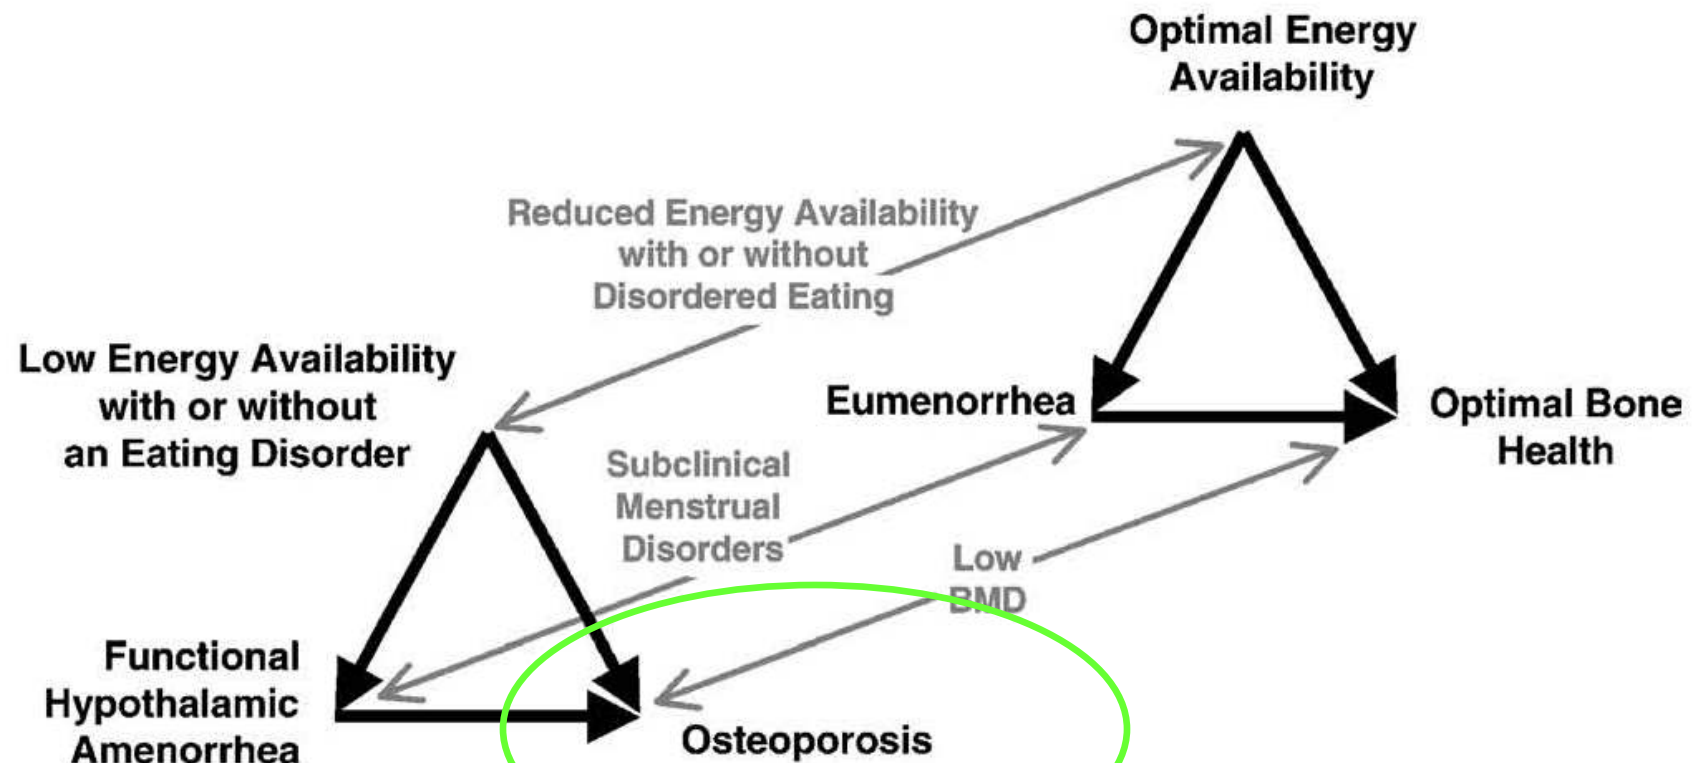 Optimal Energy
Availability
Reduced Energy Availability
with or without
Disordered Eating
Low Energy Availability
with or without
an Eating Disorder
Eumenorrhea
Optimal Bone
Health
Subclinical
Menstrual
Disorders
Low
BMD
Functional
Hypothalamic
Amenorrhea
Osteoporosis